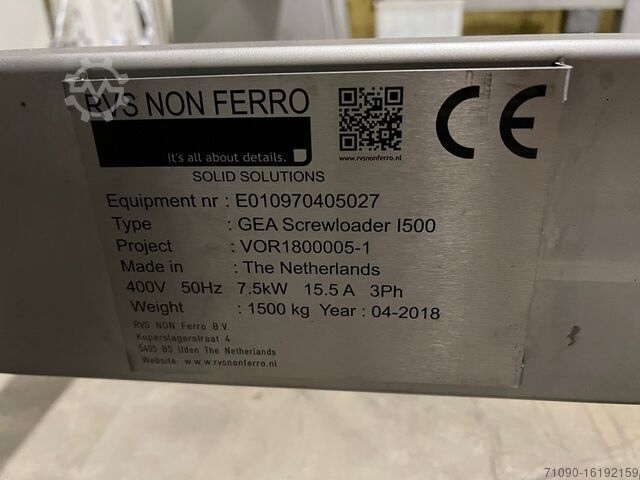 RVS NON FERRO
It's all about details.
www.rvsnonferro.nl
CE
SOLID SOLUTIONS
Equipment nr : E010970405027
Type : GEA Screwloader I500
Project : VOR1800005-1
Made in : The Netherlands
400V 50Hz 7.5kW 15.5 A 3Ph
Weight : 1500 kg Year : 04-2018
RVS NON Ferro B.V.
Koperslagerstraat 4
5405 BS Uden The Netherlands
Website: www.rvsnonferro.nl
71090-16192159